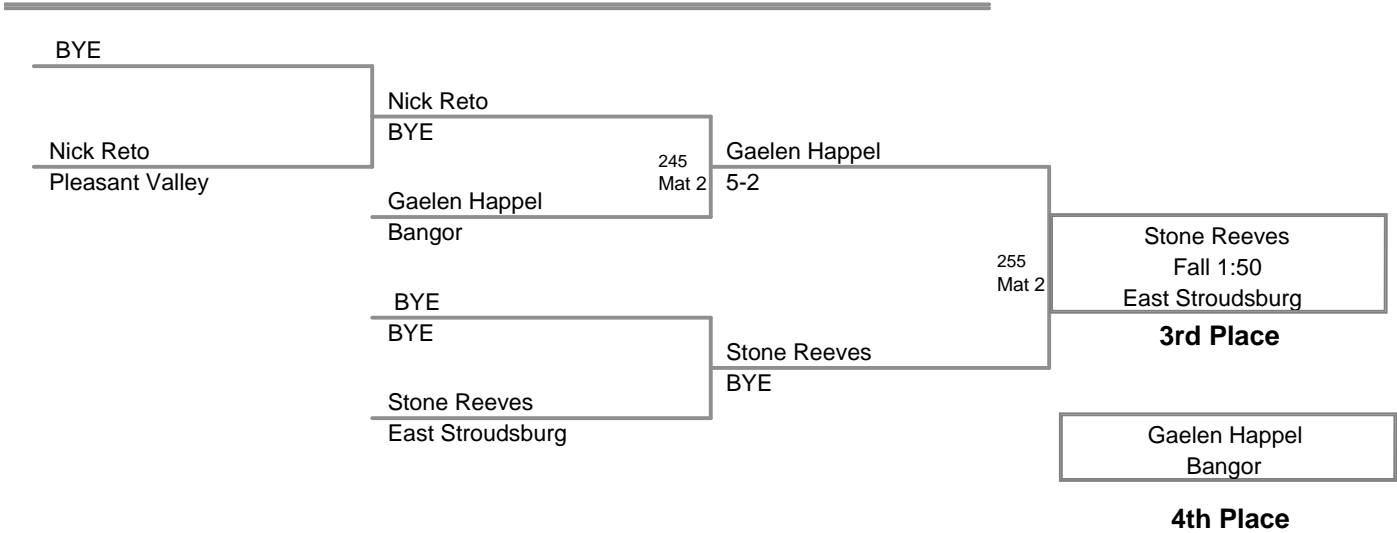 BYE
Nick Reto
Pleasant Valley
Nick Reto
BYE
Gaelen Happel
Bangor
245
Mat 2
Gaelen Happel
5-2
BYE
BYE
Stone Reeves
East Stroudsburg
Stone Reeves
BYE
255
Mat 2
Stone Reeves
Fall 1:50
East Stroudsburg
3rd Place
Gaelen Happel
Bangor
4th Place